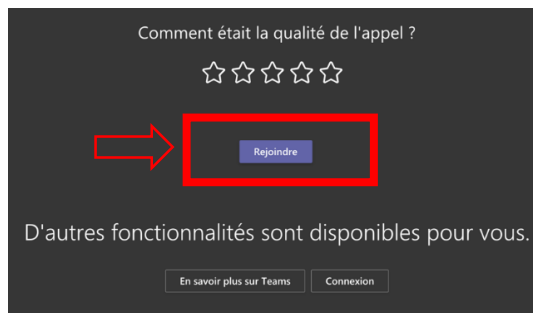 Comment était la qualité de l'appel ?
Rejoindre
D'autres fonctionnalités sont disponibles pour vous.
En savoir plus sur Teams Connexion